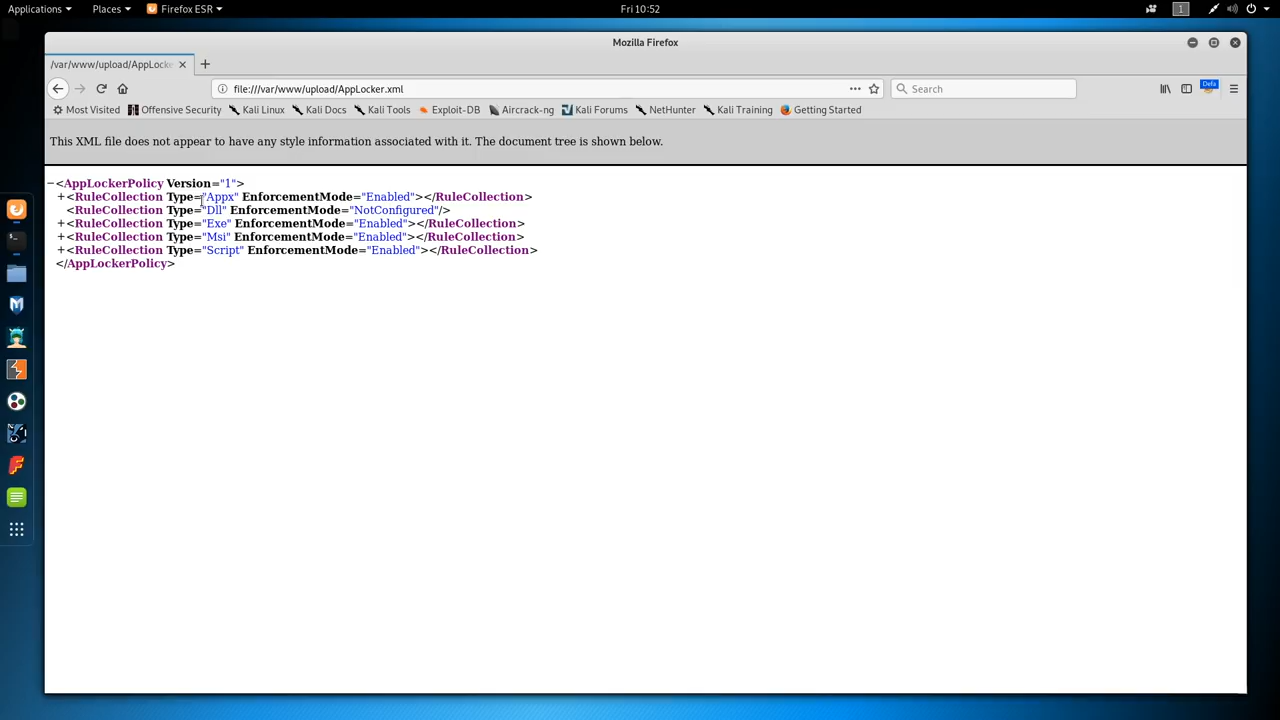 Applications Places Firefox ESR Fri 10:52 1
Mozilla Firefox
/var/www/upload/AppLocke
file:///var/www/upload/AppLocker.xml Search Defa
Most Visited Offensive Security Kali Linux Kali Docs Kali Tools Exploit-DB Aircrack-ng Kali Forums NetHunter Kali Training Getting Started
This XML file does not appear to have any style information associated with it. The document tree is shown below.
−<AppLockerPolicy Version="1">
+<RuleCollection Type="Appx" EnforcementMode="Enabled"></RuleCollection>
<RuleCollection Type="Dll" EnforcementMode="NotConfigured"/>
+<RuleCollection Type="Exe" EnforcementMode="Enabled"></RuleCollection>
+<RuleCollection Type="Msi" EnforcementMode="Enabled"></RuleCollection>
+<RuleCollection Type="Script" EnforcementMode="Enabled"></RuleCollection>
</AppLockerPolicy>